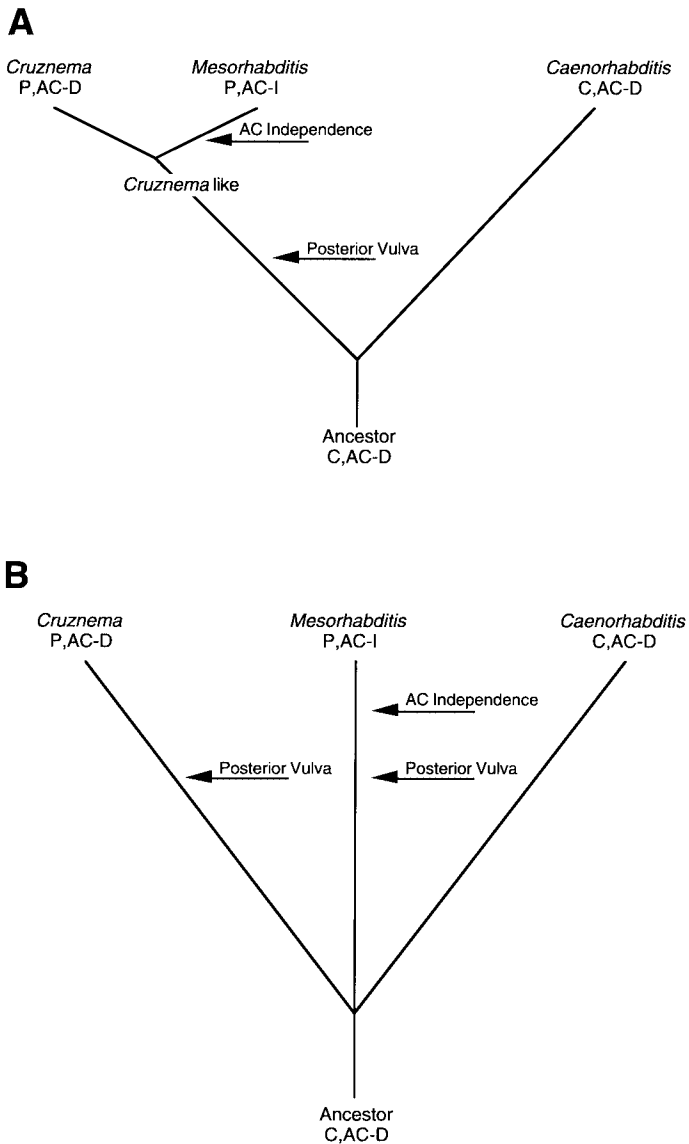 A
Cruznema
P,AC-D
Mesorhabditis
P,AC-I
Caenorhabditis
C,AC-D
AC Independence
Cruznema like
Posterior Vulva
Ancestor
C,AC-D
B
Cruznema
P,AC-D
Mesorhabditis
P,AC-I
Caenorhabditis
C,AC-D
AC Independence
Posterior Vulva
Posterior Vulva
Ancestor
C,AC-D